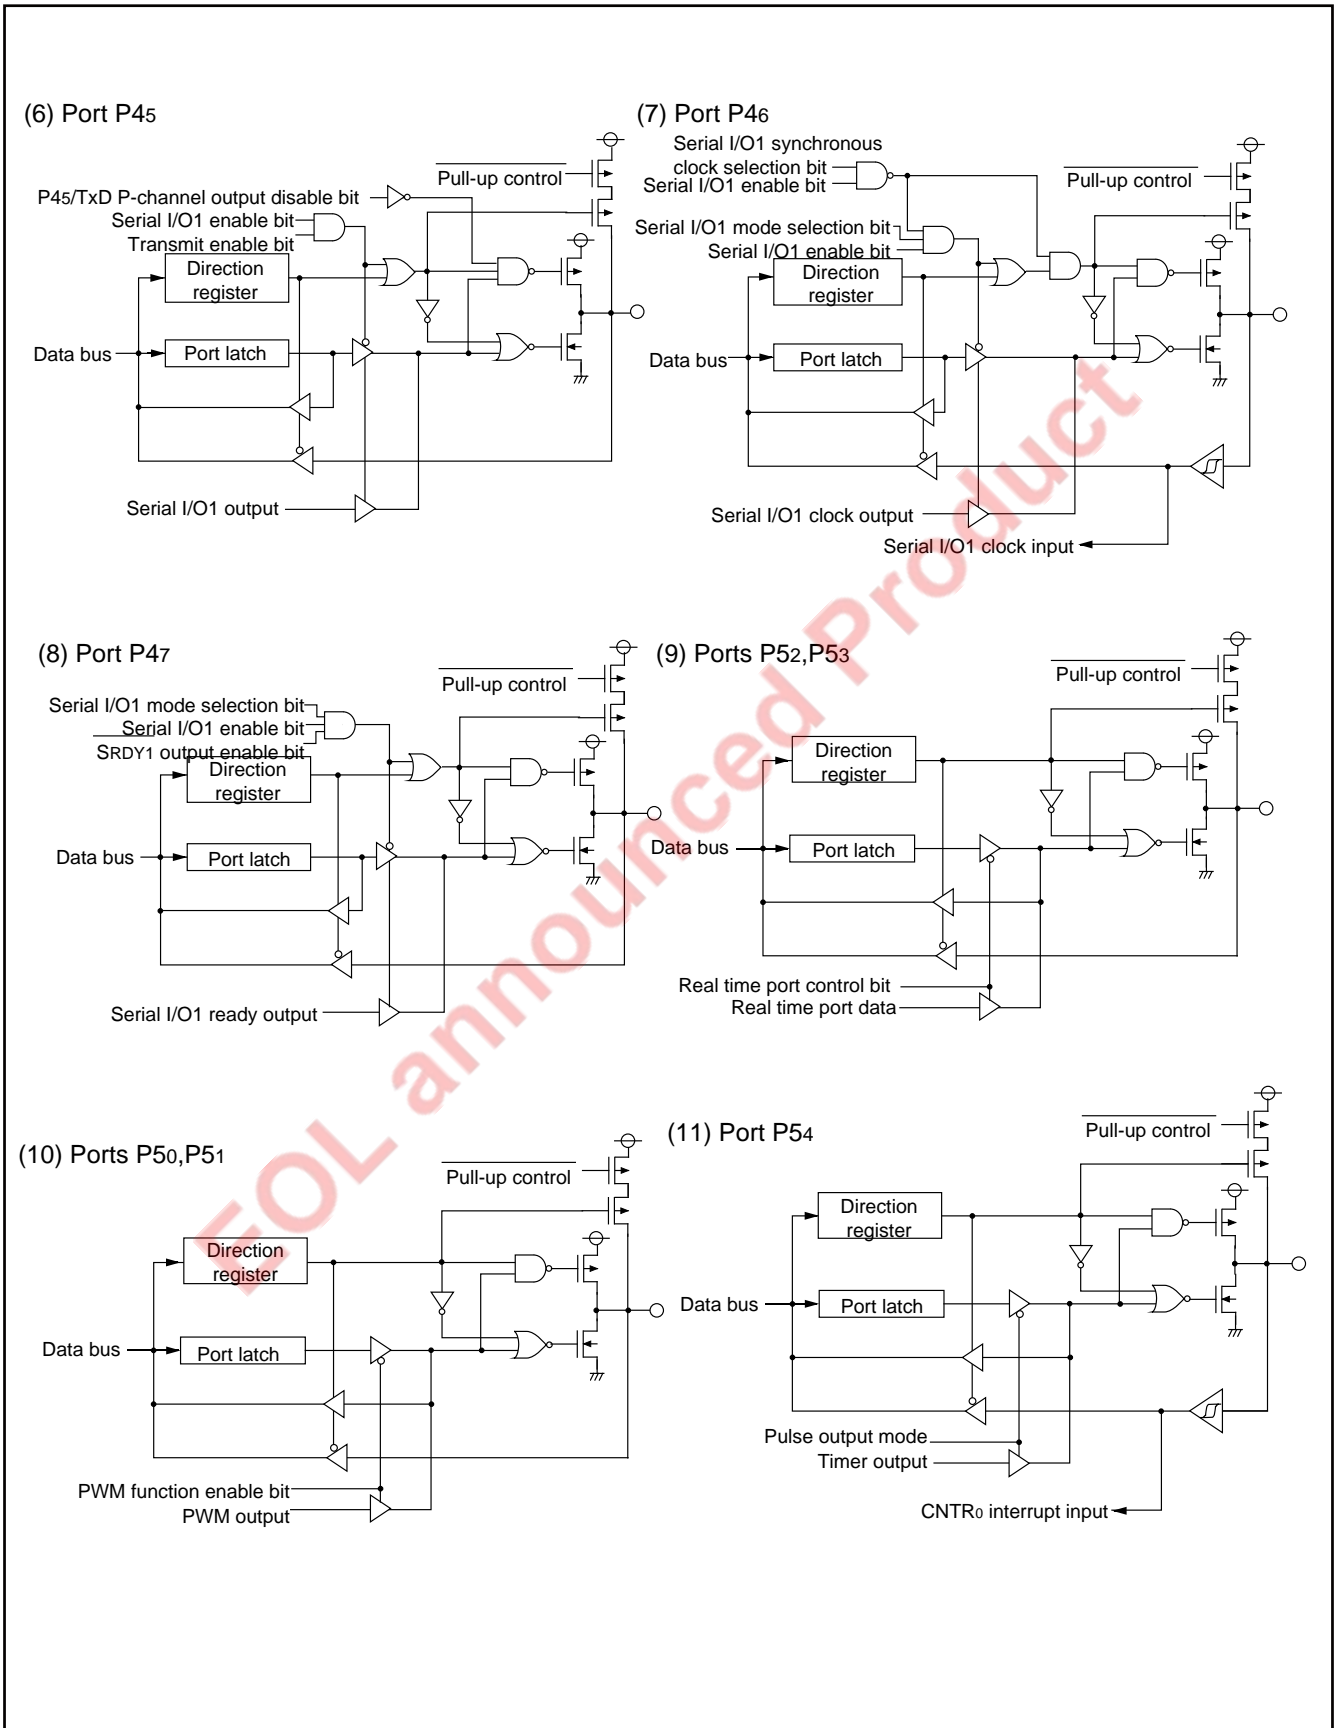 (6) Port P45
Pull-up control
P45/TxD P-channel output disable bit
Serial I/O1 enable bit
Transmit enable bit
Direction
register
Data bus
Port latch
Serial I/O1 output
(7) Port P46
Serial I/O1 synchronous
clock selection bit
Serial I/O1 enable bit
Pull-up control
Serial I/O1 mode selection bit
Serial I/O1 enable bit
Direction
register
Data bus
Port latch
Serial I/O1 clock output
Serial I/O1 clock input
(8) Port P47
Pull-up control
Serial I/O1 mode selection bit
Serial I/O1 enable bit
SRDY1 output enable bit
Direction
register
Data bus
Port latch
Serial I/O1 ready output
(9) Ports P52,P53
Pull-up control
Direction
register
Data bus
Port latch
Real time port control bit
Real time port data
(10) Ports P50,P51
Pull-up control
Direction
register
Data bus
Port latch
PWM function enable bit
PWM output
(11) Port P54
Pull-up control
Direction
register
Data bus
Port latch
Pulse output mode
Timer output
CNTR0 interrupt input
EOL announced Product